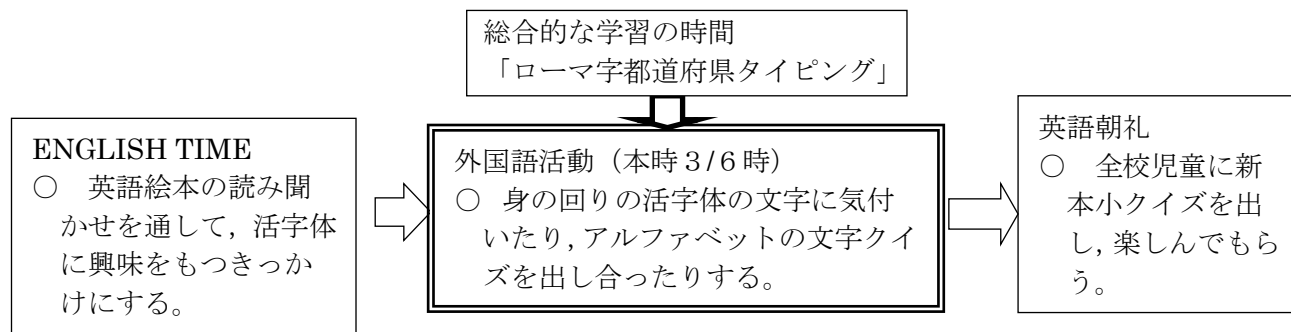 総合的な学習の時間
「ローマ字都道府県タイピング」
ENGLISH TIME
○ 英語絵本の読み聞
かせを通して，活字体
に興味をもつきっか
けにする。
外国語活動（本時３/６時）
○ 身の回りの活字体の文字に気付
いたり，アルファベットの文字クイ
ズを出し合ったりする。
英語朝礼
○ 全校児童に新
本小クイズを出
し，楽しんでもら
う。